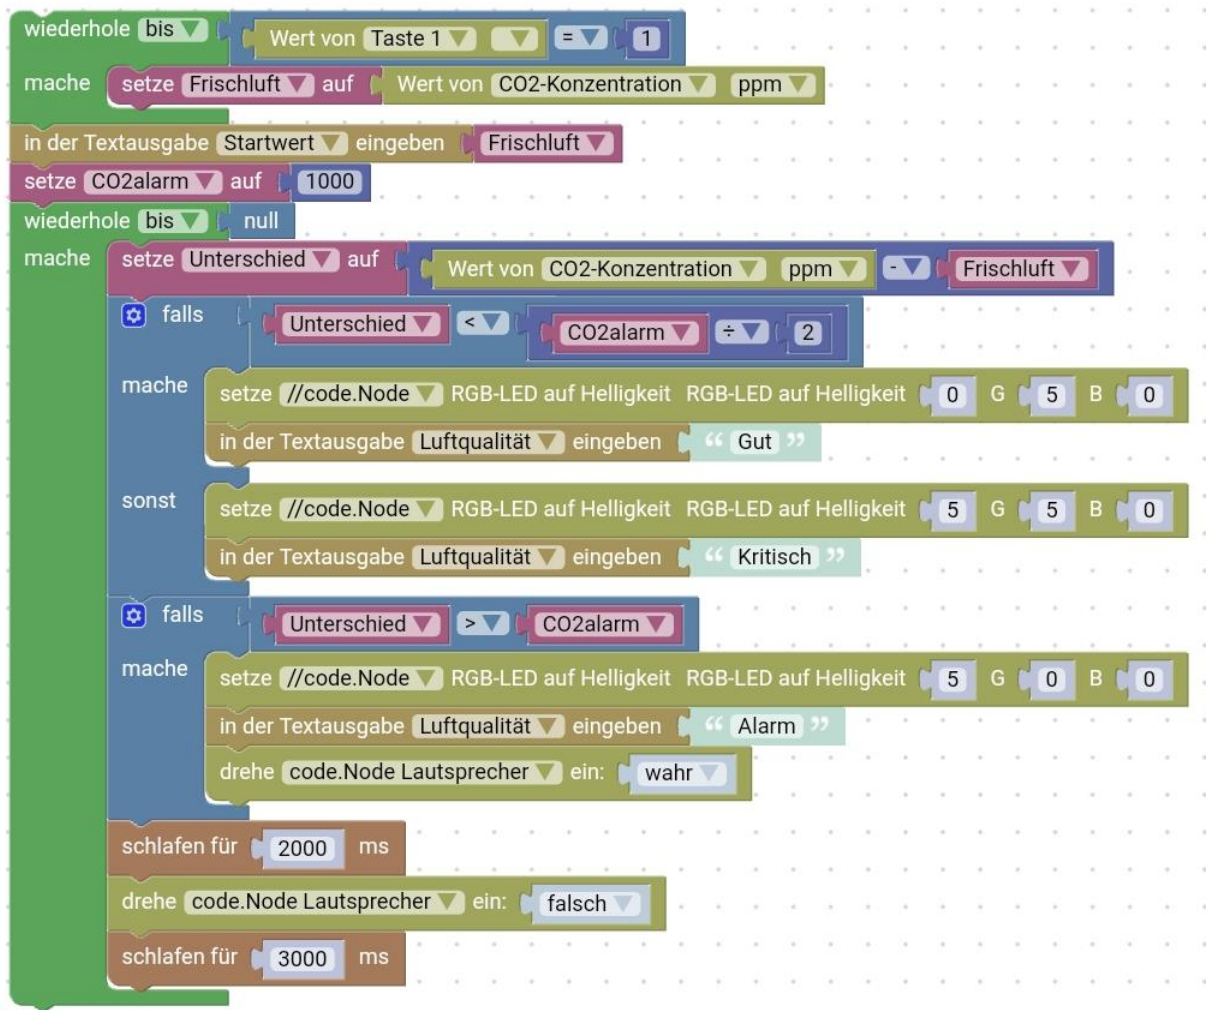 wiederhole bis Wert von Taste 1 = 1
mache setze Frischluft auf Wert von CO2-Konzentration ppm
in der Textausgabe Startwert eingeben Frischluft
setze CO2alarm auf 1000
wiederhole bis null
mache setze Unterschied auf Wert von CO2-Konzentration ppm - Frischluft
falls Unterschied < CO2alarm ÷ 2
mache setze //code.Node RGB-LED auf Helligkeit RGB-LED auf Helligkeit 0 G 5 B 0
in der Textausgabe Luftqualität eingeben “ Gut ”
sonst setze //code.Node RGB-LED auf Helligkeit RGB-LED auf Helligkeit 5 G 5 B 0
in der Textausgabe Luftqualität eingeben “ Kritisch ”
falls Unterschied > CO2alarm
mache setze //code.Node RGB-LED auf Helligkeit RGB-LED auf Helligkeit 5 G 0 B 0
in der Textausgabe Luftqualität eingeben “ Alarm ”
drehe code.Node Lautsprecher ein: wahr
schlafen für 2000 ms
drehe code.Node Lautsprecher ein: falsch
schlafen für 3000 ms